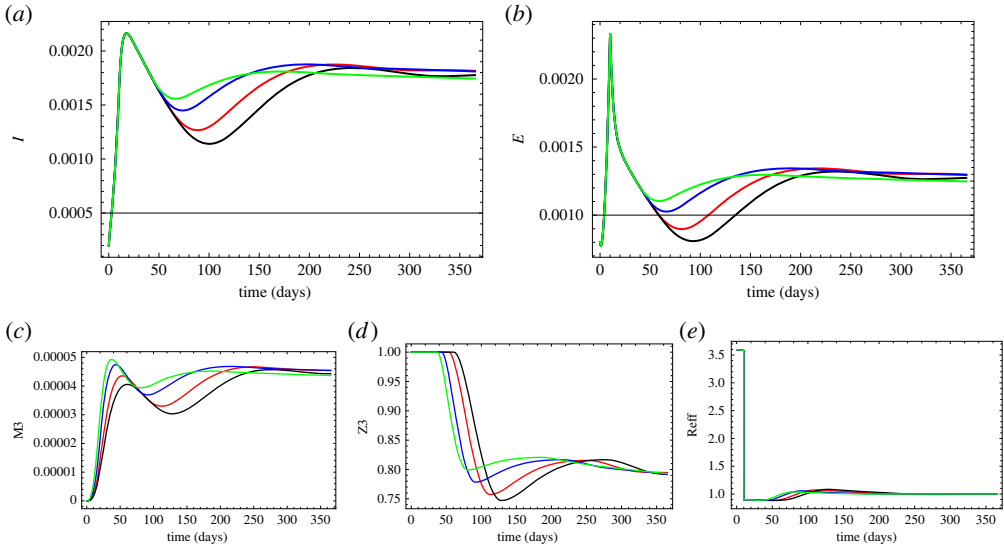 (a)
0.0020
0.0015
0.0010
0.0005
I
0 50 100 150 200 250 300 350
time (days)
(b)
0.0020
0.0015
0.0010
E
0 50 100 150 200 250 300 350
time (days)
(c)
0.00005
0.00004
0.00003
0.00002
0.00001
0
M3
0 50 100 150 200 250 300 350
time (days)
(d)
1.00
0.95
0.90
0.85
0.80
0.75
Z3
0 50 100 150 200 250 300 350
time (days)
(e)
3.5
3.0
2.5
2.0
1.5
1.0
Reff
0 50 100 150 200 250 300 350
time (days)